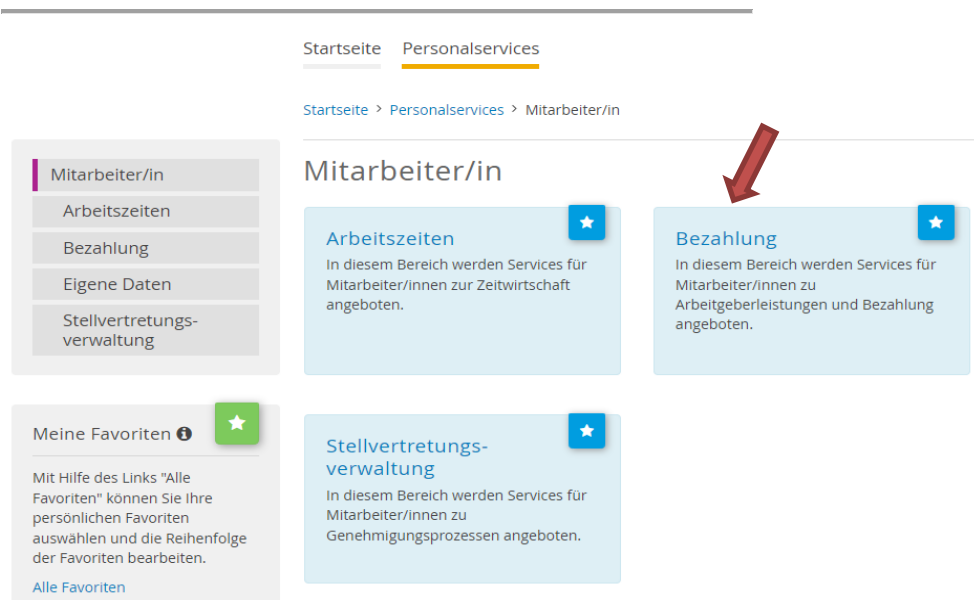 Startseite Personalservices
Startseite > Personalservices > Mitarbeiter/in
Mitarbeiter/in
Arbeitszeiten
Bezahlung
Eigene Daten
Stellvertretungs-
verwaltung
Meine Favoriten
Mit Hilfe des Links "Alle
Favoriten" können Sie Ihre
persönlichen Favoriten
auswählen und die Reihenfolge
der Favoriten bearbeiten.
Alle Favoriten
Mitarbeiter/in
Arbeitszeiten
In diesem Bereich werden Services für
Mitarbeiter/innen zur Zeitwirtschaft
angeboten.
Bezahlung
In diesem Bereich werden Services für
Mitarbeiter/innen zu
Arbeitgeberleistungen und Bezahlung
angeboten.
Stellvertretungs-
verwaltung
In diesem Bereich werden Services für
Mitarbeiter/innen zu
Genehmigungsprozessen angeboten.